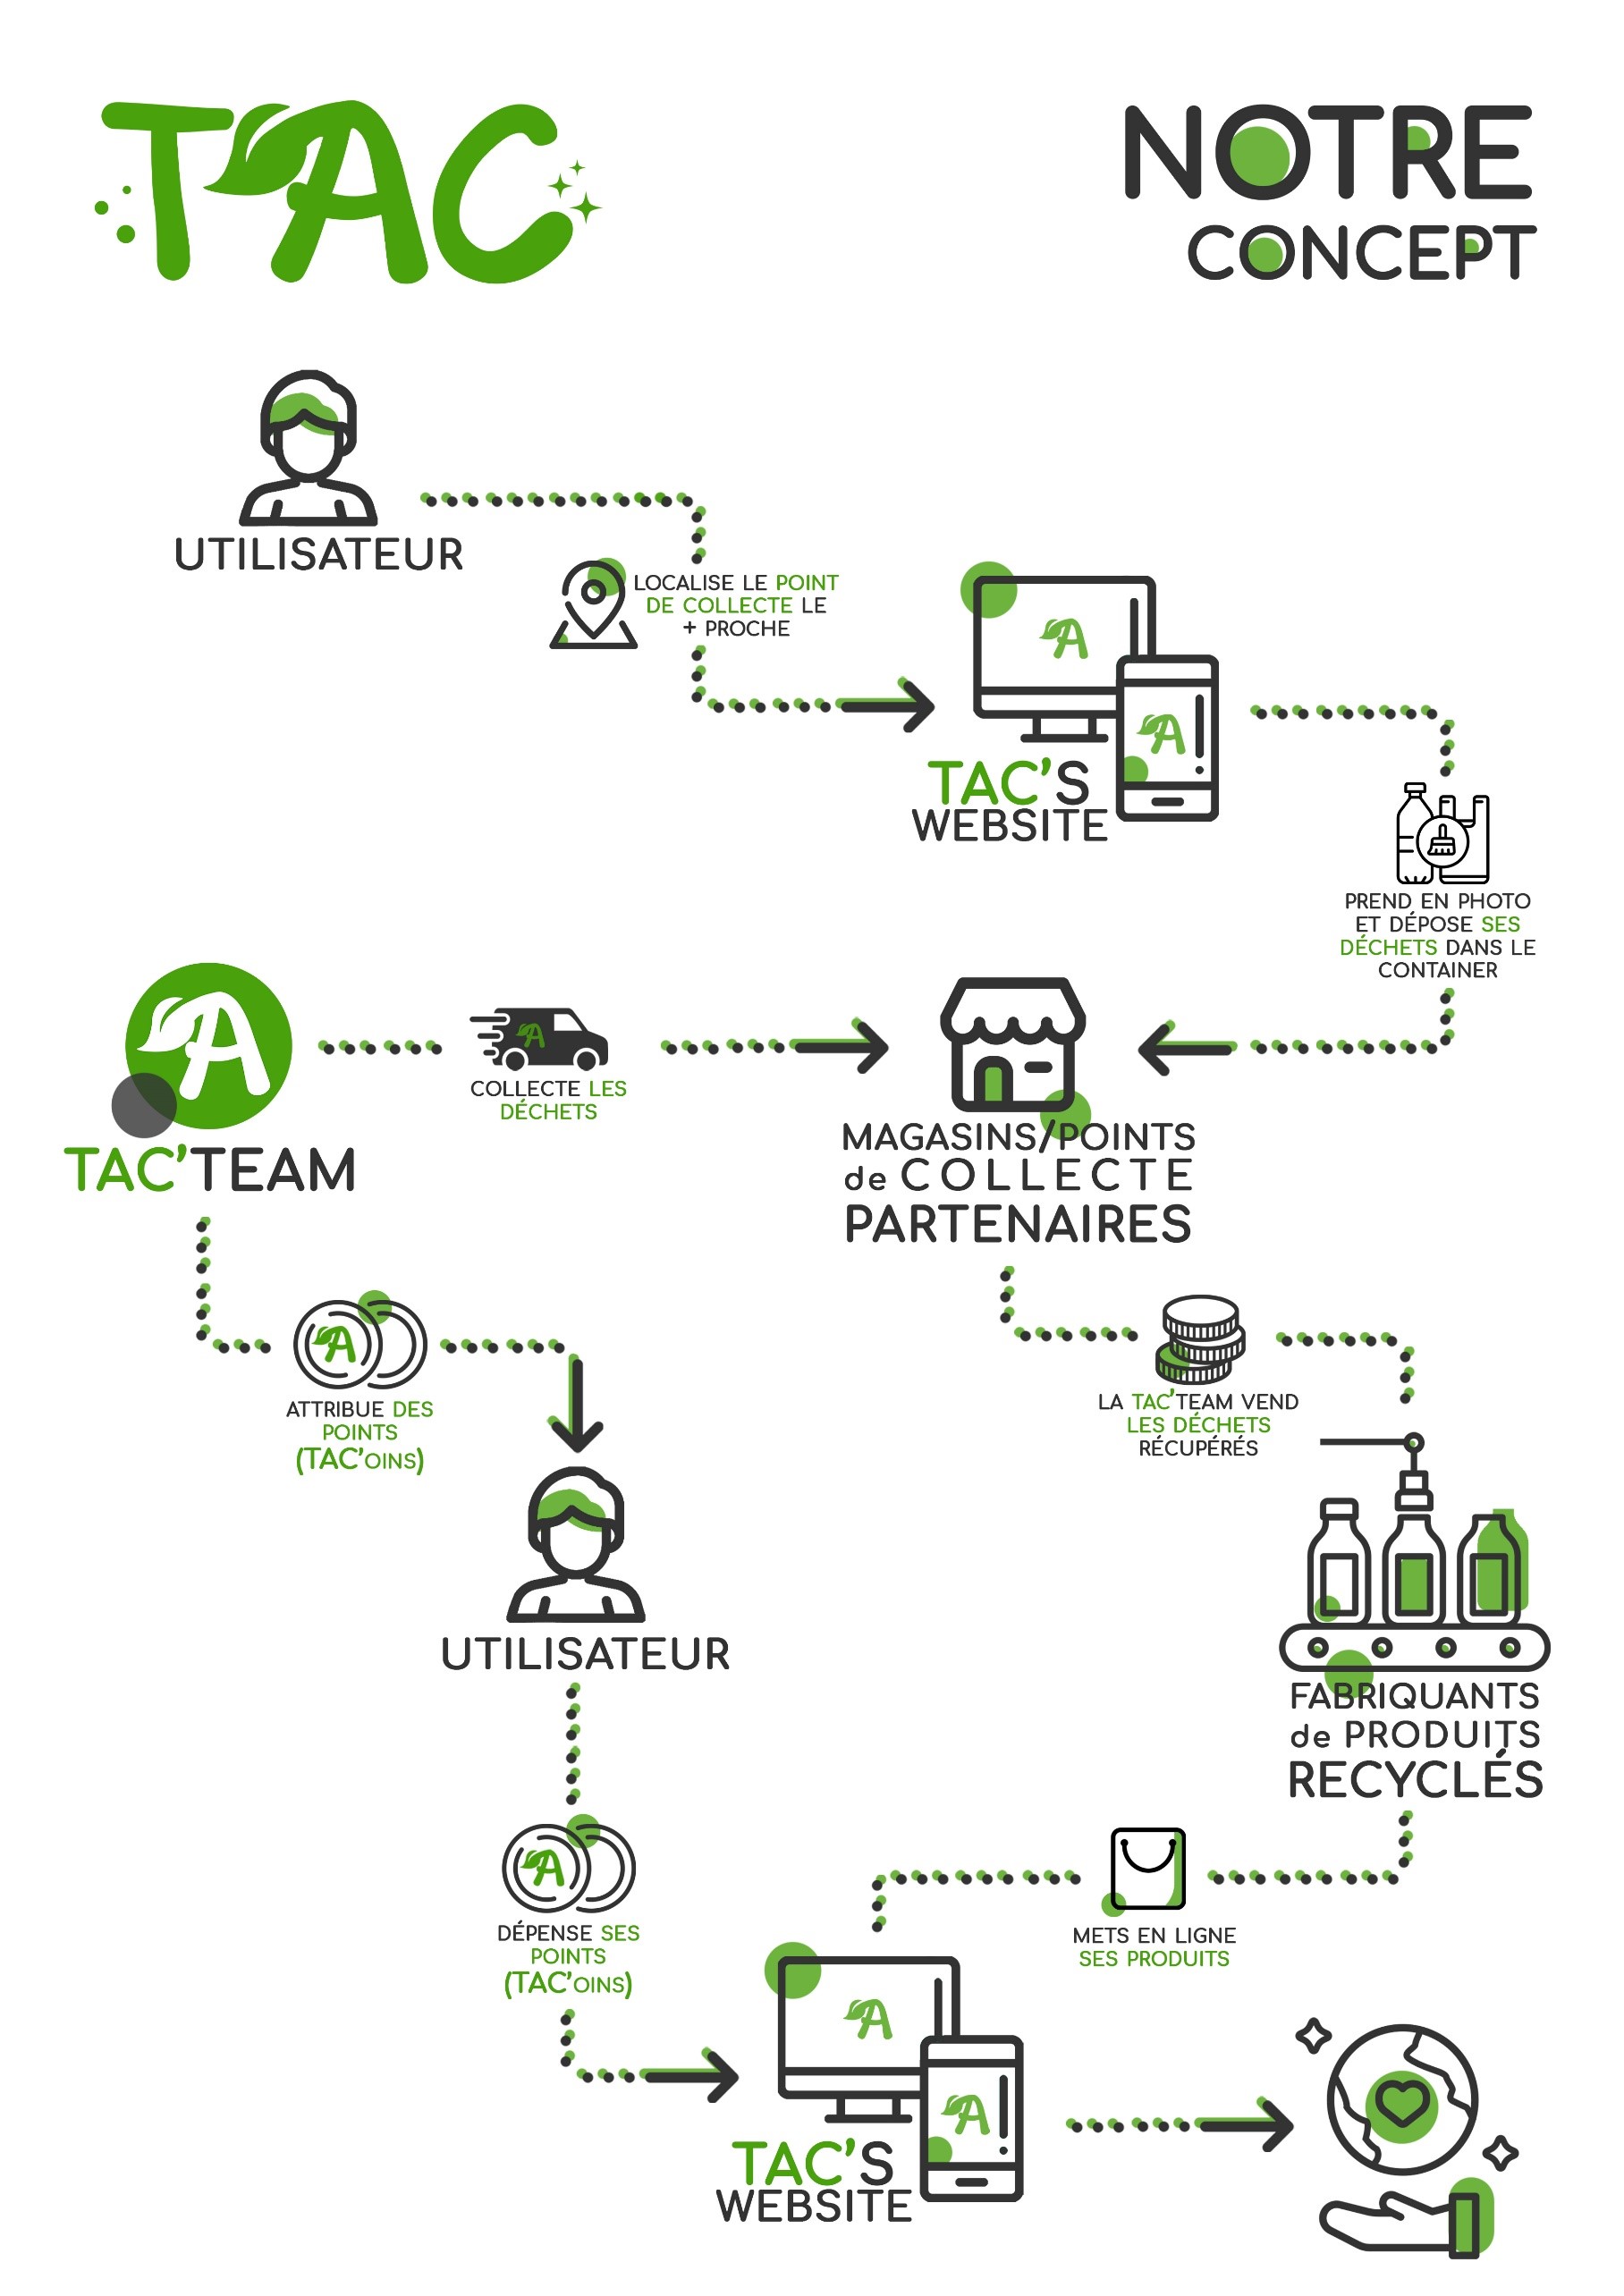 TAC
NOTRE
CONCEPT
UTILISATEUR
LOCALISE LE POINT
DE COLLECTE LE
+ PROCHE
A
A
TAC'S
WEBSITE
PREND EN PHOTO
ET DÉPOSE SES
DÉCHETS DANS LE
CONTAINER
A
TAC'TEAM
A
COLLECTE LES
DÉCHETS
MAGASINS/POINTS
de COLLECTE
PARTENAIRES
A
ATTRIBUE DES
POINTS
(TAC'OINS)
LA TAC'TEAM VEND
LES DÉCHETS
RÉCUPÉRÉS
UTILISATEUR
FABRIQUANTS
de PRODUITS
RECYCLÉS
A
DÉPENSE SES
POINTS
(TAC'OINS)
METS EN LIGNE
SES PRODUITS
A
A
TAC'S
WEBSITE